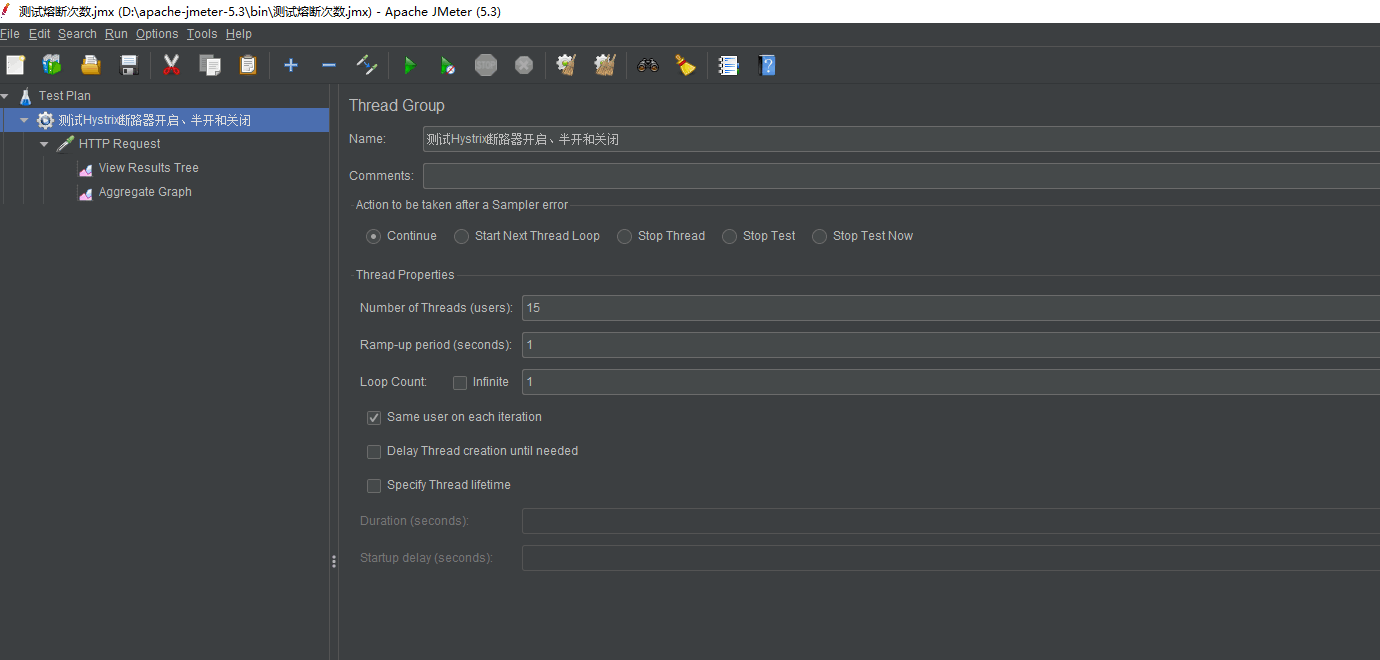 测试熔断次数.jmx (D:\apache-jmeter-5.3\bin\测试熔断次数.jmx) - Apache JMeter (5.3)
File Edit Search Run Options Tools Help
STOP
?
Test Plan
测试Hystrix断路器开启、半开和关闭
HTTP Request
View Results Tree
Aggregate Graph
Thread Group
Name: 测试Hystrix断路器开启、半开和关闭
Comments:
Action to be taken after a Sampler error
Continue Start Next Thread Loop Stop Thread Stop Test Stop Test Now
Thread Properties
Number of Threads (users): 15
Ramp-up period (seconds): 1
Loop Count: Infinite 1
Same user on each iteration
Delay Thread creation until needed
Specify Thread lifetime
Duration (seconds):
Startup delay (seconds):